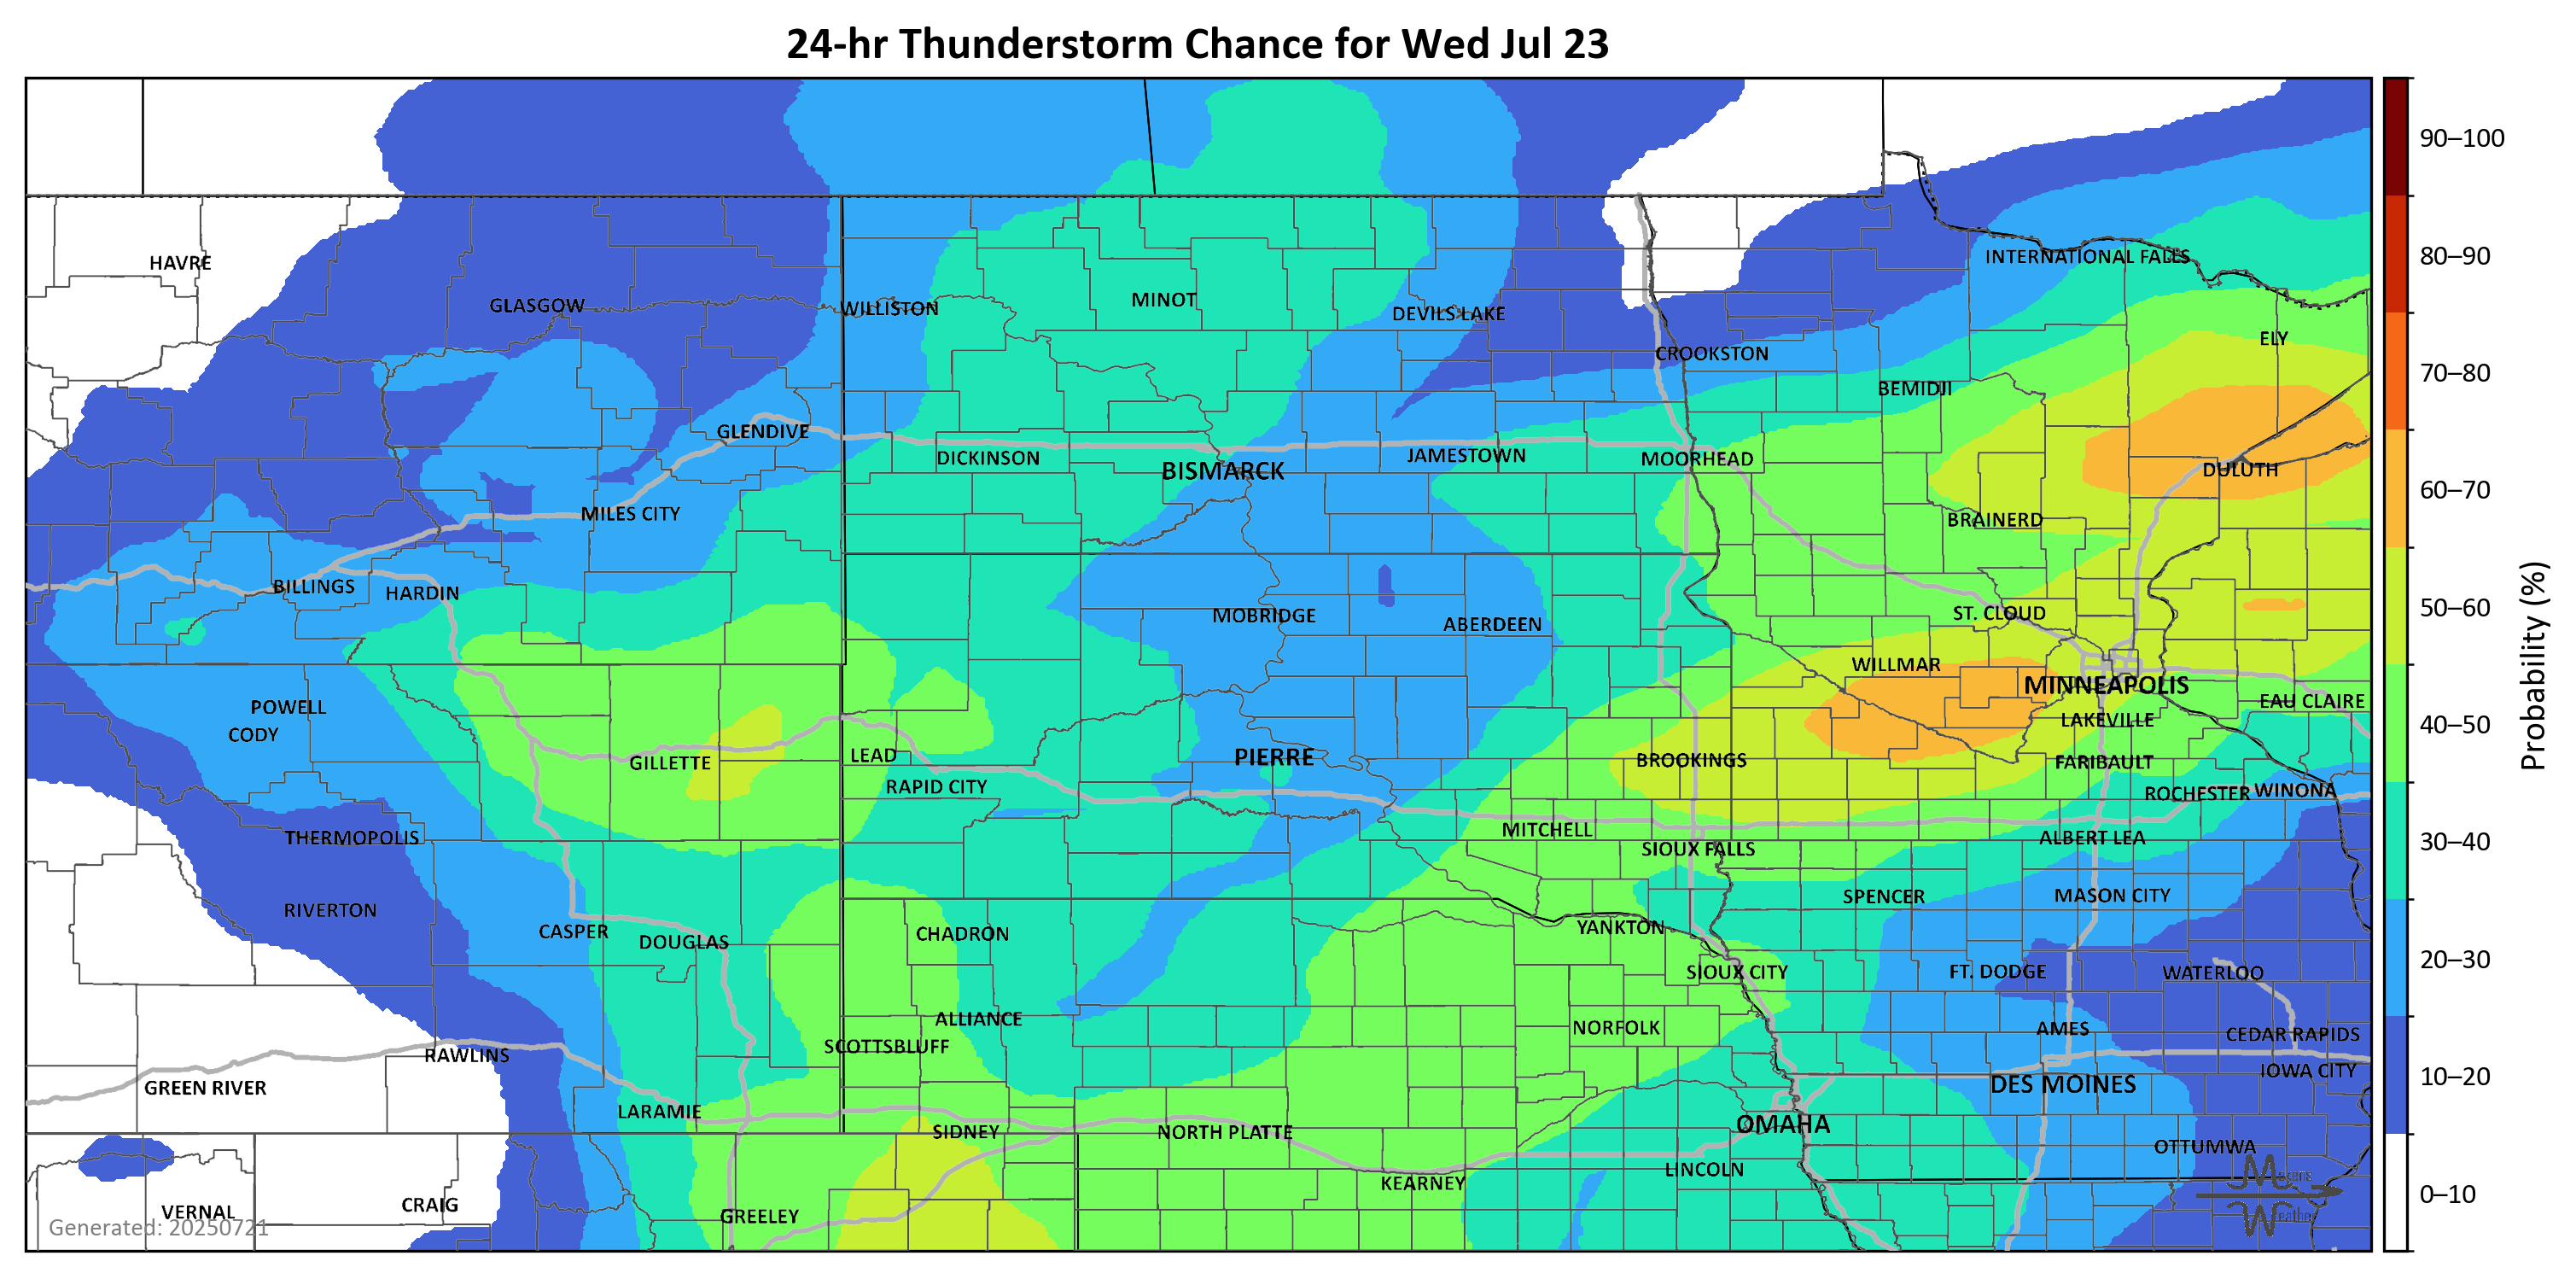 24-hr Thunderstorm Chance for Wed Jul 23
90–100
HAVRE
INTERNATIONAL FALLS
80–90
GLASGOW
WILLISTON
MINOT
DEVILS LAKE
ELY
CROOKSTON
70–80
BEMIDJI
GLENDIVE
DICKINSON
BISMARCK
JAMESTOWN
MOORHEAD
DULUTH
60–70
MILES CITY
BRAINERD
BILLINGS
HARDIN
MOBRIDGE
ABERDEEN
ST. CLOUD
50–60
WILLMAR
MINNEAPOLIS
POWELL
EAU CLAIRE
CODY
LAKEVILLE
40–50
GILLETTE
LEAD
PIERRE
BROOKINGS
FARIBAULT
RAPID CITY
ROCHESTER
WINONA
Probability (%)
THERMOPOLIS
MITCHELL
ALBERT LEA
30–40
SIOUX FALLS
RIVERTON
SPENCER
MASON CITY
CASPER
DOUGLAS
CHADRON
YANKTON
20–30
SIOUX CITY
FT. DODGE
WATERLOO
ALLIANCE
NORFOLK
AMES
CEDAR RAPIDS
RAWLINS
SCOTTSBLUFF
IOWA CITY
10–20
GREEN RIVER
DES MOINES
LARAMIE
SIDNEY
NORTH PLATTE
OMAHA
OTTUMWA
LINCOLN
KEARNEY
Makens
0–10
VERNAL
CRAIG
GREELEY
Weather
Generated: 20250721